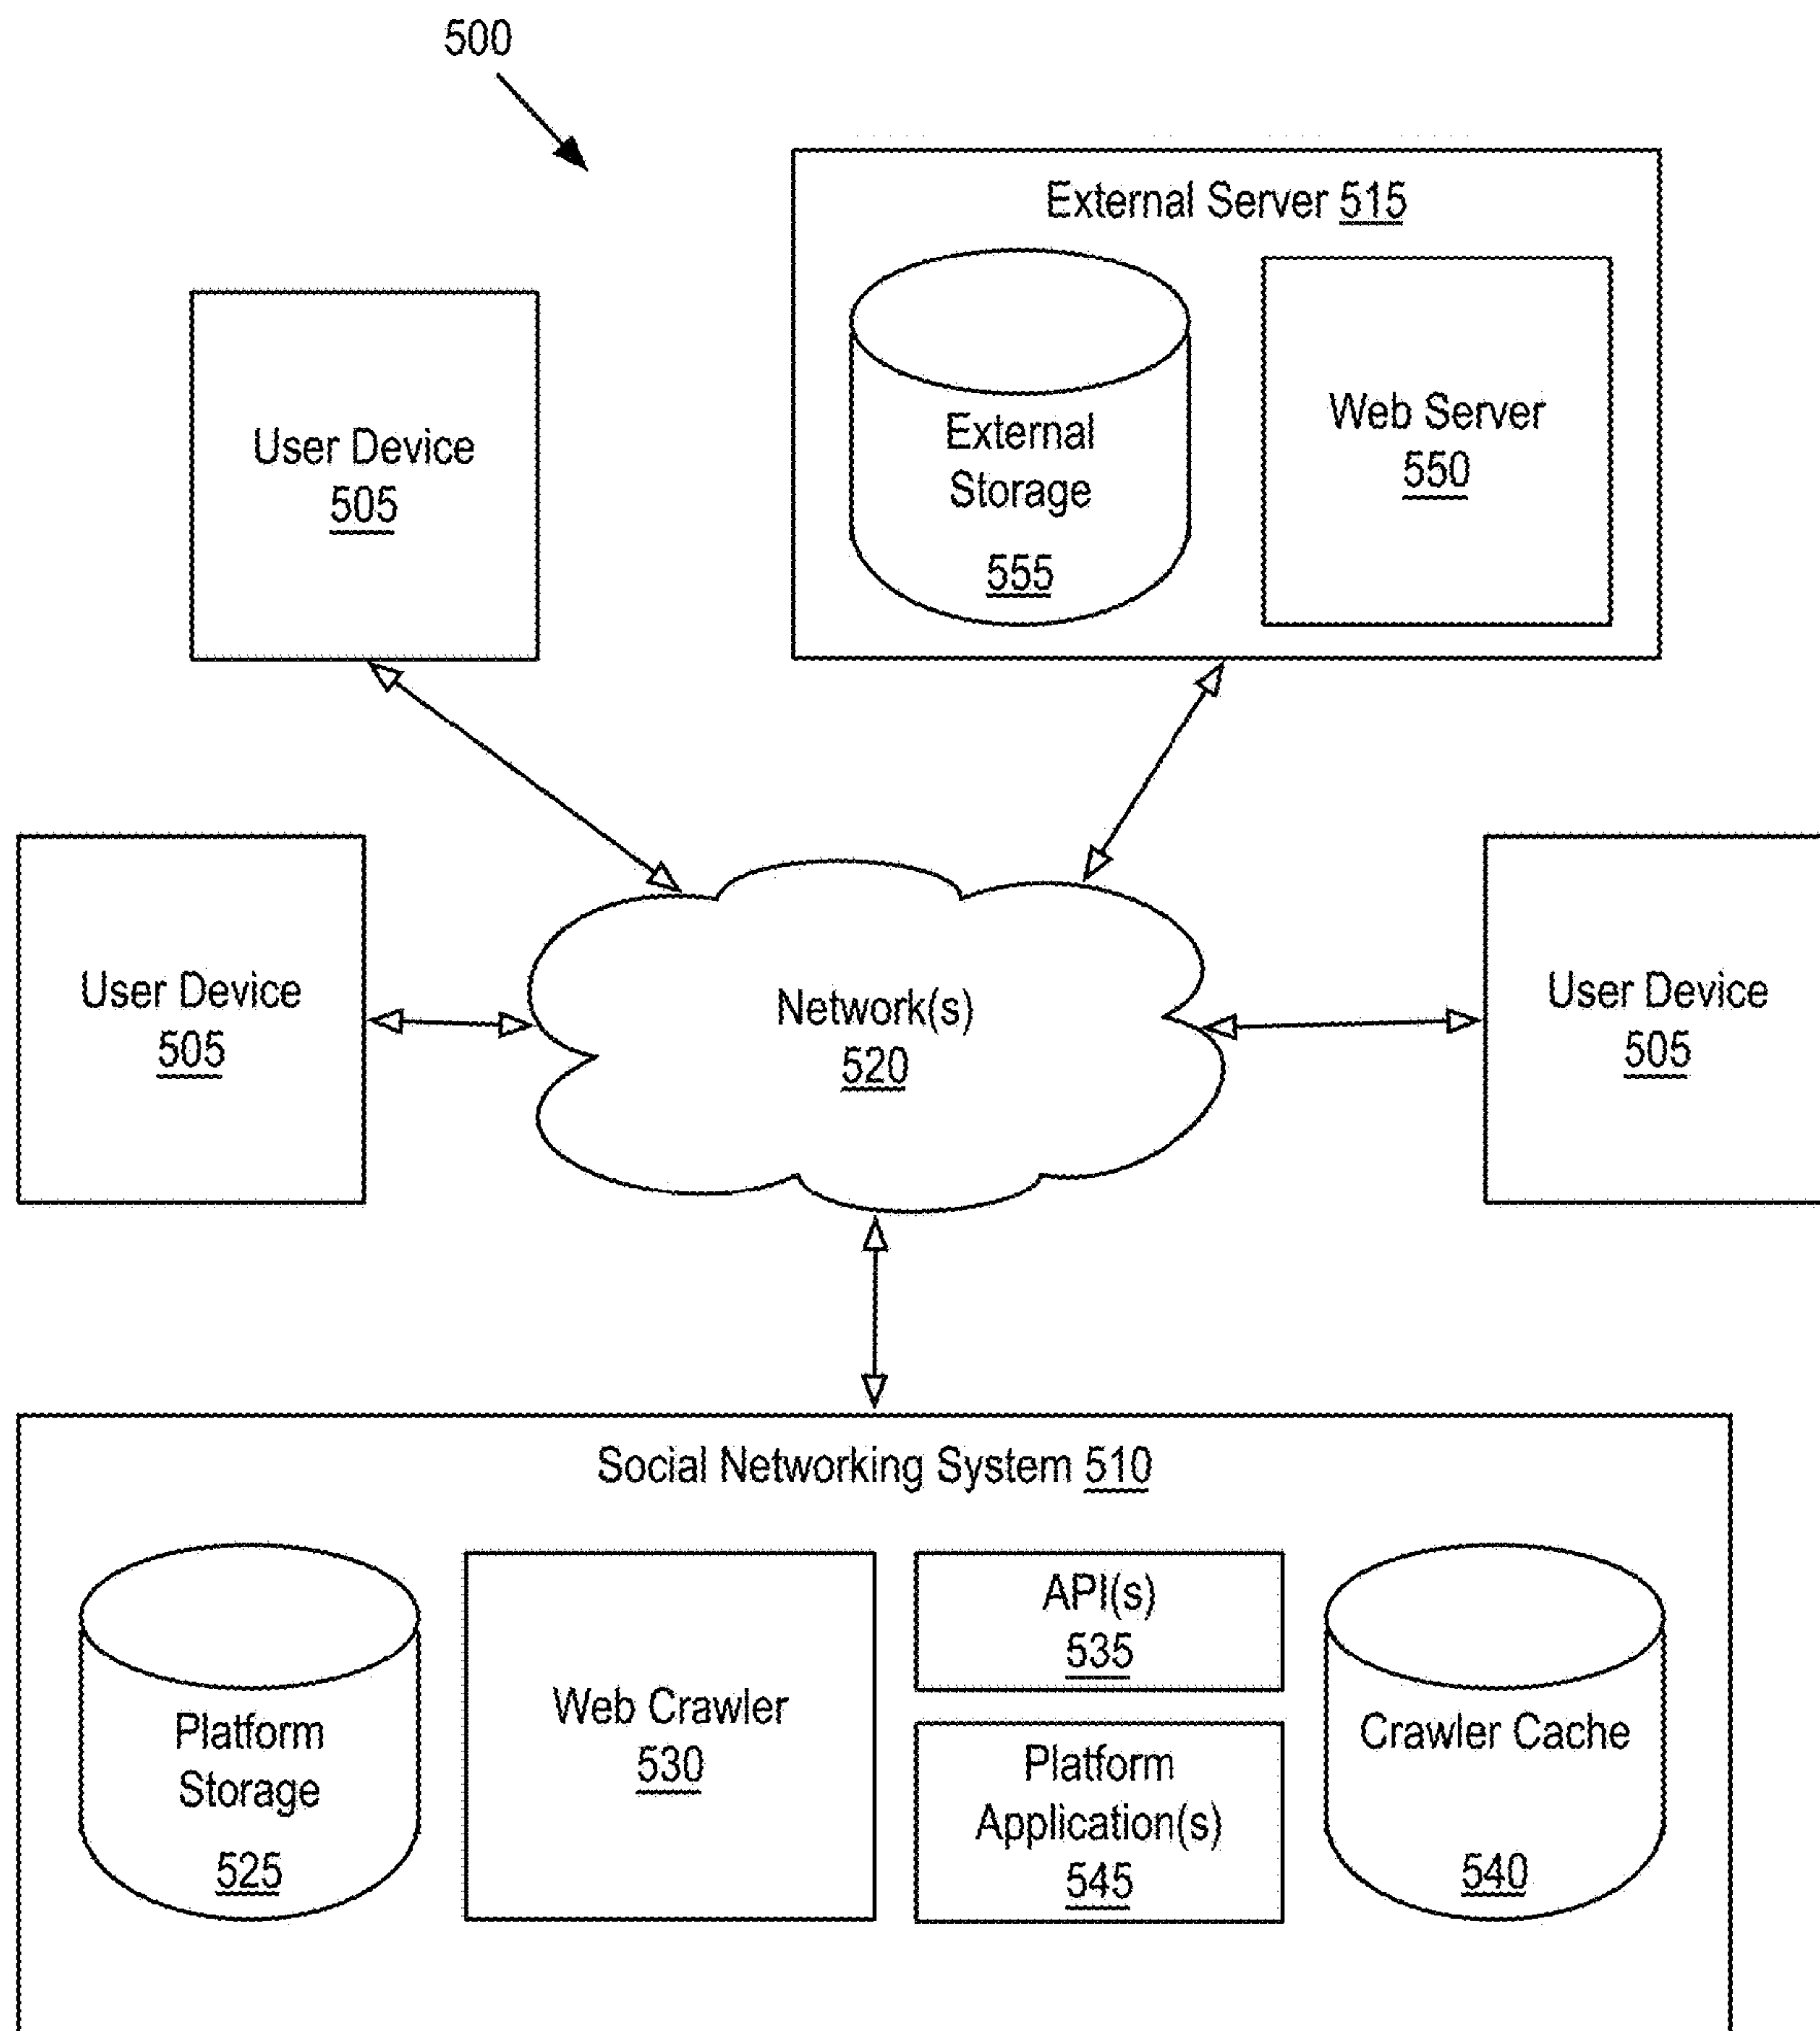 500
External Server 515
External
Storage
555
Web Server
550
User Device
505
User Device
505
Network(s)
520
User Device
505
Social Networking System 510
Platform
Storage
525
Web Crawler
530
API(s)
535
Platform
Application(s)
545
Crawler Cache
540